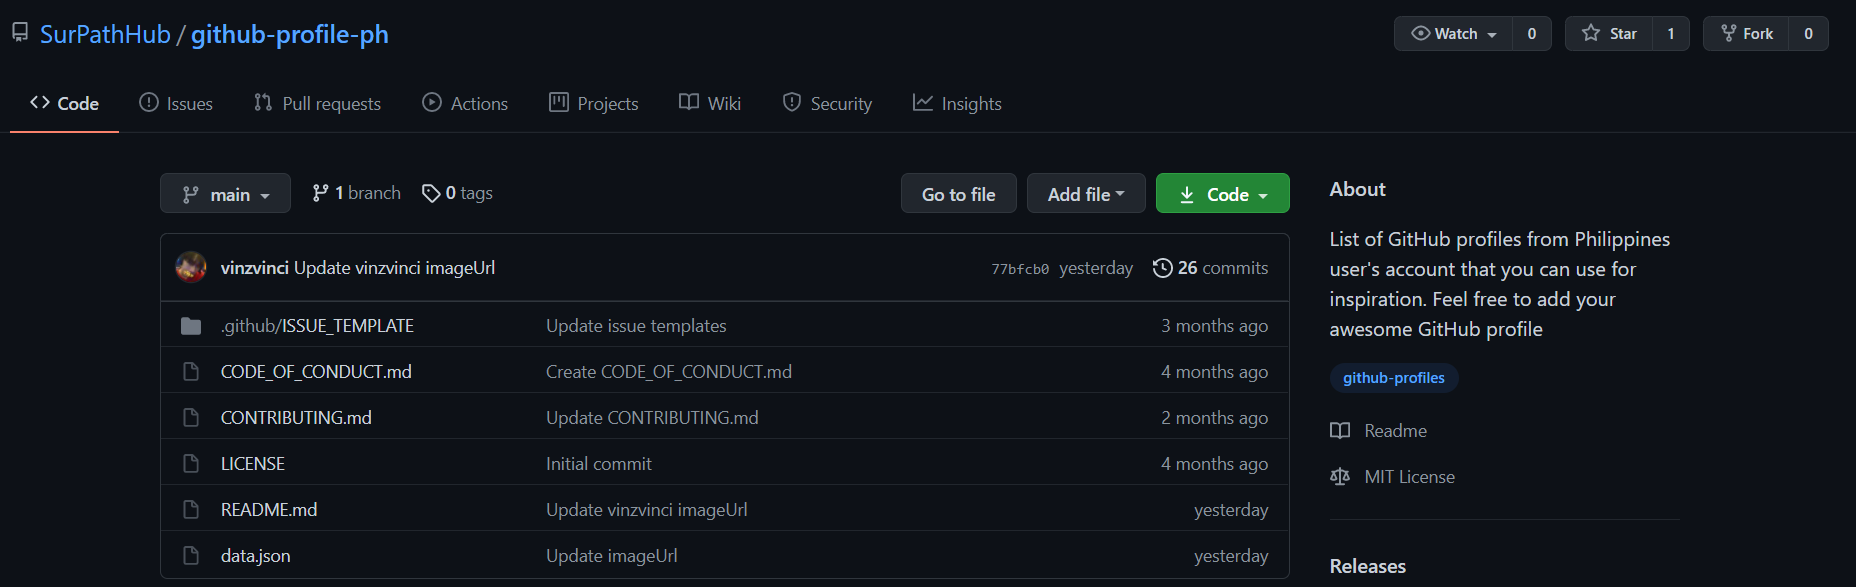 SurPathHub / github-profile-ph
Watch 0 Star 1 Fork 0
Code Issues Pull requests Actions Projects Wiki Security Insights
main 1 branch 0 tags Go to file Add file Code
vinzvinci Update vinzvinci imageUrl 77bfcb0 yesterday 26 commits
.github/ISSUE_TEMPLATE Update issue templates 3 months ago
CODE_OF_CONDUCT.md Create CODE_OF_CONDUCT.md 4 months ago
CONTRIBUTING.md Update CONTRIBUTING.md 2 months ago
LICENSE Initial commit 4 months ago
README.md Update vinzvinci imageUrl yesterday
data.json Update imageUrl yesterday
About
List of GitHub profiles from Philippines
user's account that you can use for
inspiration. Feel free to add your
awesome GitHub profile
github-profiles
Readme
MIT License
Releases